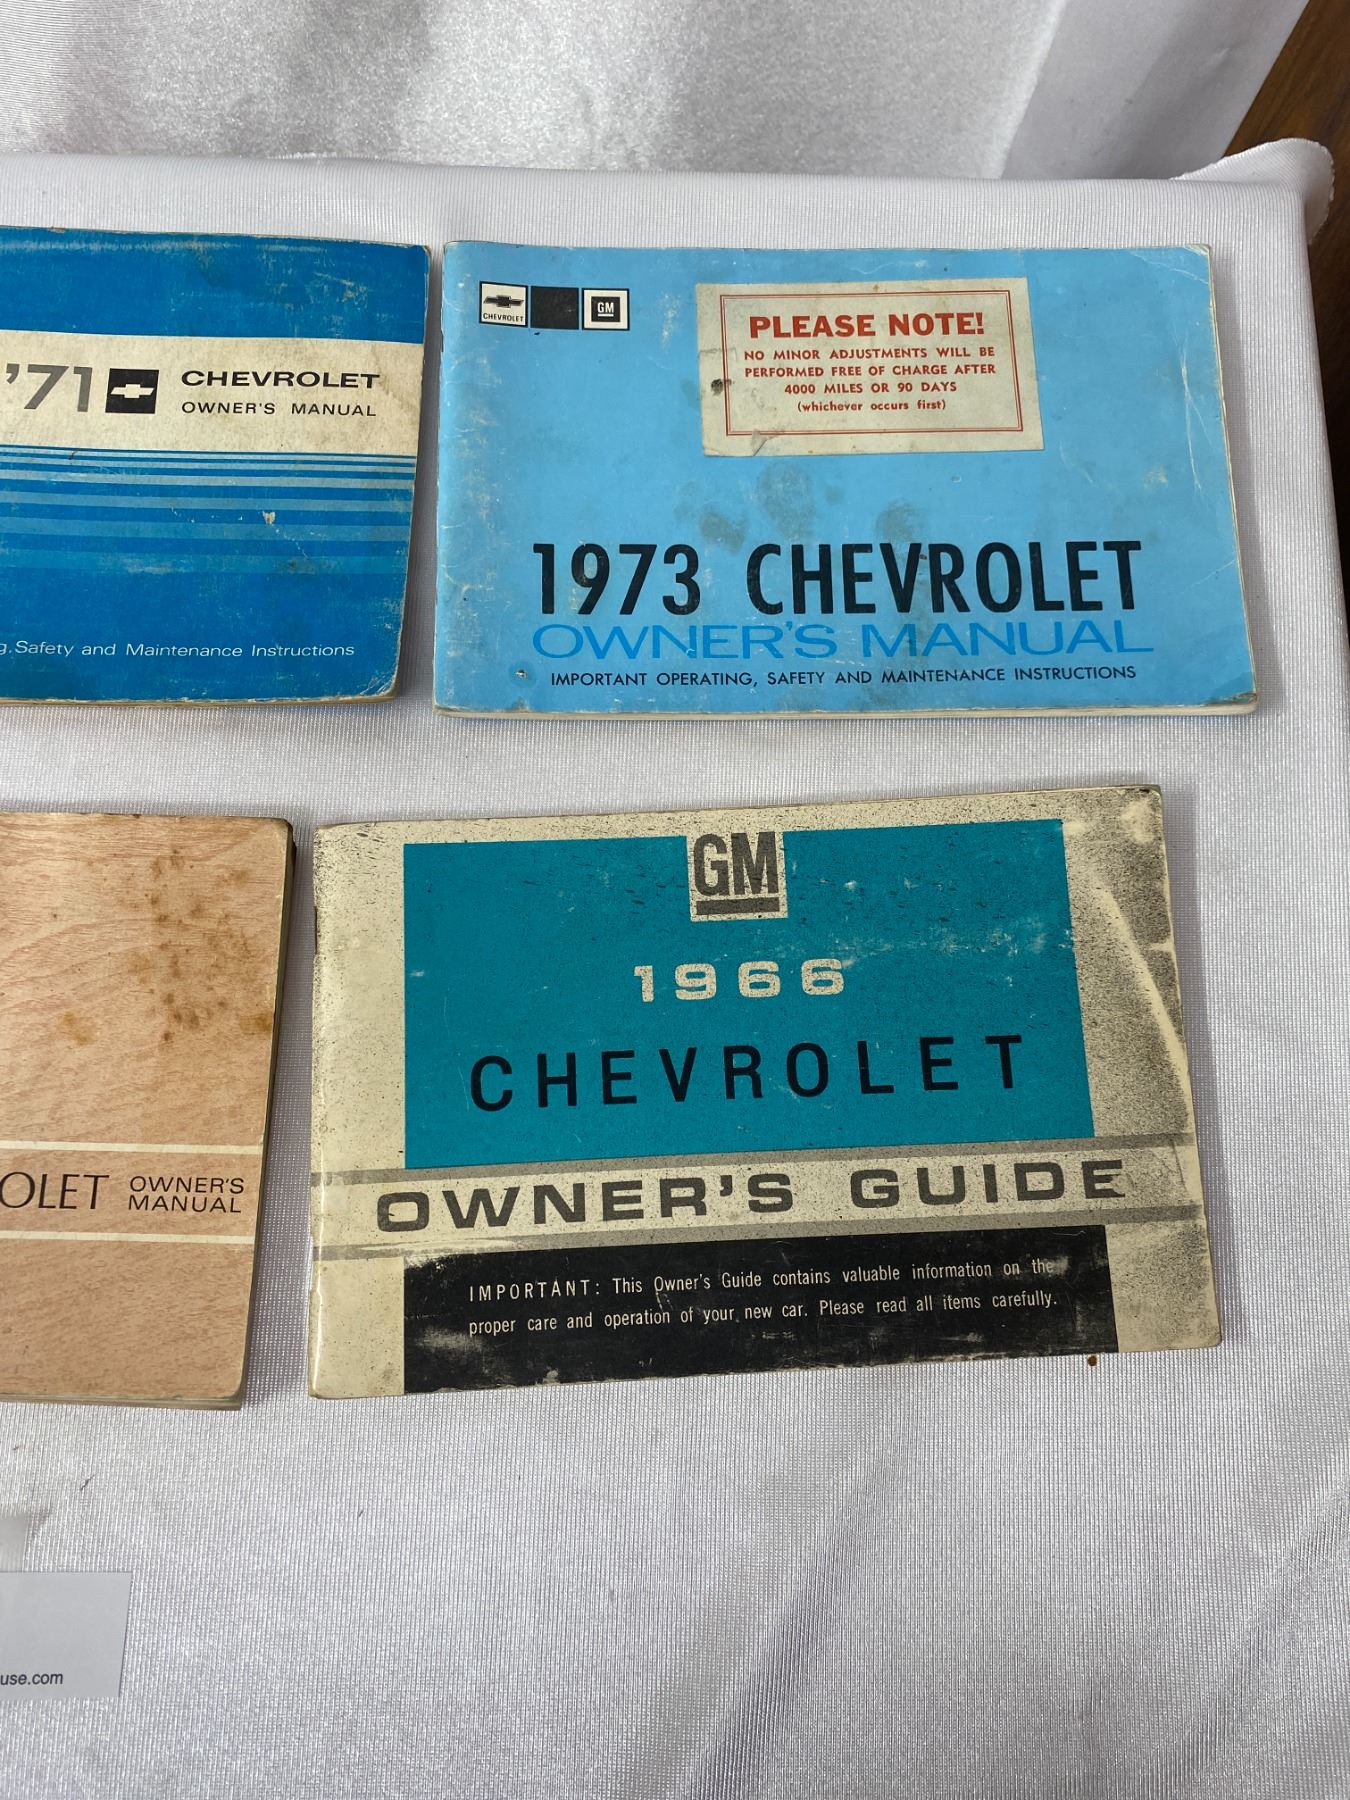 '71 CHEVROLET
OWNER'S MANUAL
Safety and Maintenance Instructions
CHEVROLET
GM
PLEASE NOTE!
NO MINOR ADJUSTMENTS WILL BE
PERFORMED FREE OF CHARGE AFTER
4000 MILES OR 90 DAYS
(whichever occurs first)
1973 CHEVROLET
OWNER'S MANUAL
IMPORTANT OPERATING, SAFETY AND MAINTENANCE INSTRUCTIONS
OLET OWNER'S
MANUAL
GM
1966
CHEVROLET
OWNER'S GUIDE
IMPORTANT: This Owner's Guide contains valuable information on the
proper care and operation of your new car. Please read all items carefully.
use.com